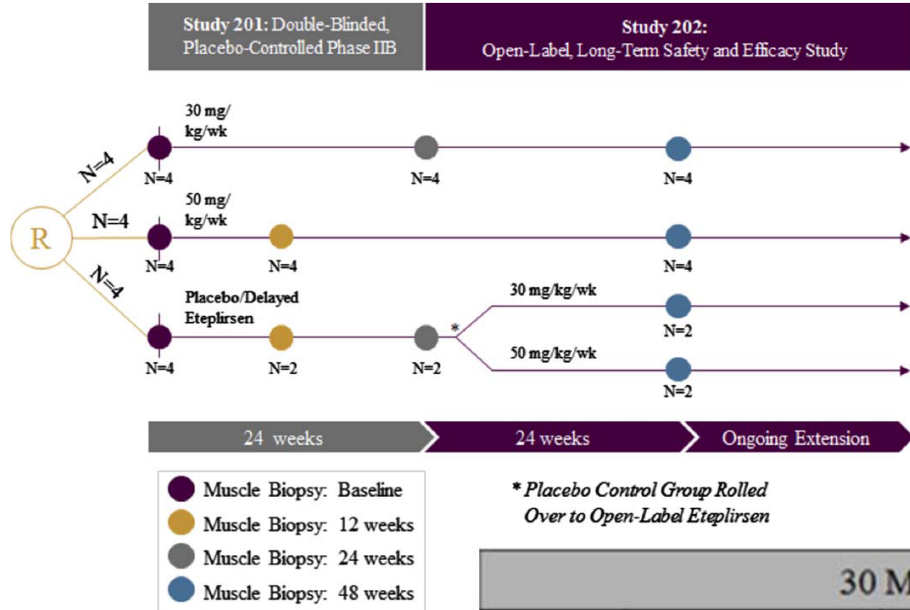 Study 201: Double-Blinded,
Placebo-Controlled Phase IIB
Study 202:
Open-Label, Long-Term Safety and Efficacy Study
R
N=4
N=4
N=4
30 mg/
kg/wk
N=4
N=4
N=4
50 mg/
kg/wk
N=4
N=4
N=4
Placebo/Delayed
Eteplirsen
N=4
N=2
N=2
*
30 mg/kg/wk
N=2
50 mg/kg/wk
N=2
24 weeks
24 weeks
Ongoing Extension
Muscle Biopsy: Baseline
Muscle Biopsy: 12 weeks
Muscle Biopsy: 24 weeks
Muscle Biopsy: 48 weeks
* Placebo Control Group Rolled
Over to Open-Label Eteplirsen
30 M